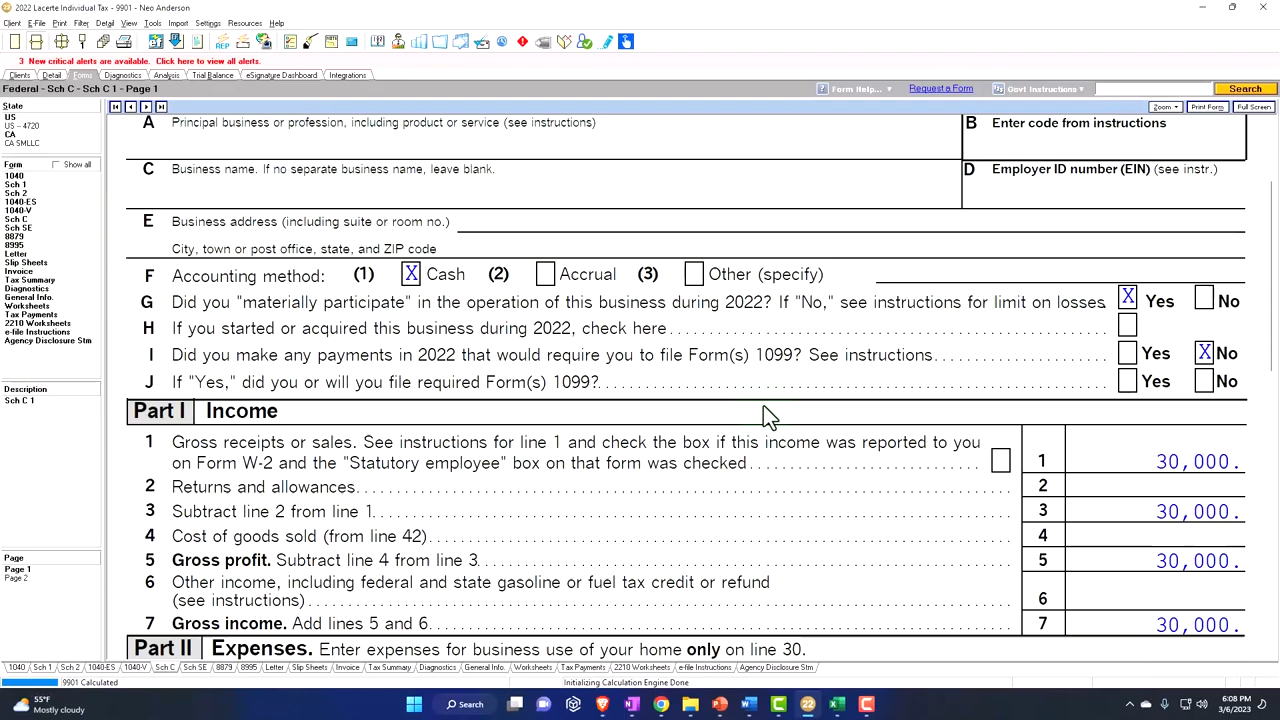 2022 Lacerte Individual Tax - 9901 - Neo Anderson
Client E-File Print Filter Detail View Tools Import Settings Resources Help
REP
3 New critical alerts are available. Click here to view all alerts.
Clients Detail Forms Diagnostics Analysis Trial Balance eSignature Dashboard Integrations
Federal - Sch C - Sch C 1 - Page 1 Form Help... Request a Form Govt Instructions Search
State Zoom Print Form Full Screen
US
US - 4720
CA
CA SMLLC
Form Show all
1040
Sch 1
Sch 2
1040-ES
1040-V
Sch C
Sch SE
8879
8995
Letter
Slip Sheets
Invoice
Tax Summary
Diagnostics
General Info.
Worksheets
Tax Payments
2210 Worksheets
e-file Instructions
Agency Disclosure Stm
Description
Sch C 1
Page
Page 1
Page 2
A Principal business or profession, including product or service (see instructions) B Enter code from instructions
C Business name. If no separate business name, leave blank. D Employer ID number (EIN) (see instr.)
E Business address (including suite or room no.)
City, town or post office, state, and ZIP code
F Accounting method: (1) X Cash (2) Accrual (3) Other (specify)
G Did you "materially participate" in the operation of this business during 2022? If "No," see instructions for limit on losses. X Yes No
H If you started or acquired this business during 2022, check here
I Did you make any payments in 2022 that would require you to file Form(s) 1099? See instructions Yes X No
J If "Yes," did you or will you file required Form(s) 1099? Yes No
Part I Income
1 Gross receipts or sales. See instructions for line 1 and check the box if this income was reported to you
on Form W-2 and the "Statutory employee" box on that form was checked 1 30,000.
2 Returns and allowances 2
3 Subtract line 2 from line 1 3 30,000.
4 Cost of goods sold (from line 42) 4
5 Gross profit. Subtract line 4 from line 3 5 30,000.
6 Other income, including federal and state gasoline or fuel tax credit or refund
(see instructions) 6
7 Gross income. Add lines 5 and 6 7 30,000.
Part II Expenses. Enter expenses for business use of your home only on line 30.
1040 Sch 1 Sch 2 1040-ES 1040-V Sch C Sch SE 8879 8995 Letter Slip Sheets Invoice Tax Summary Diagnostics General Info. Worksheets Tax Payments 2210 Worksheets e-file Instructions Agency Disclosure Stm
9901 Calculated Initializing Calculation Engine Done
55°F
Mostly cloudy
Search
22
6:08 PM
3/6/2023